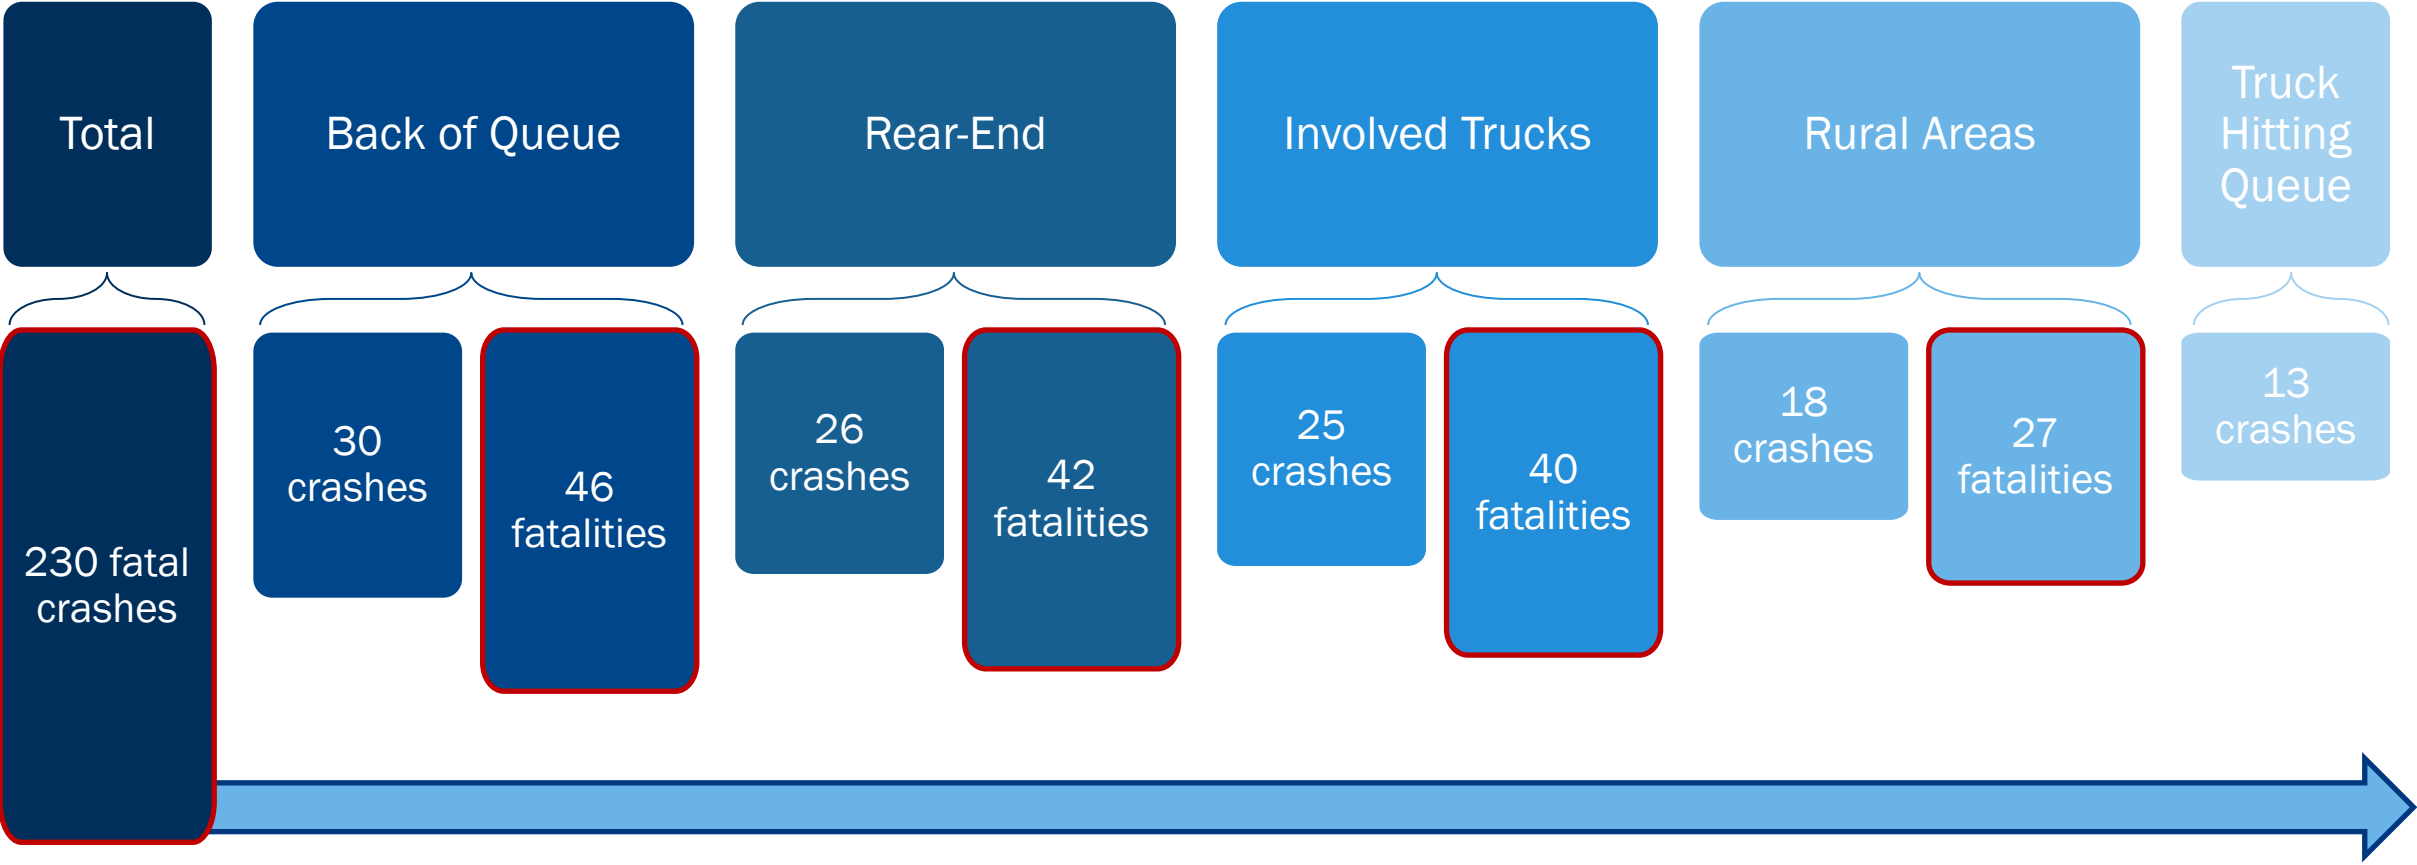 Total
Back of Queue
Rear-End
Involved Trucks
Rural Areas
Truck
Hitting
Queue
230 fatal
crashes
30
crashes
46
fatalities
26
crashes
42
fatalities
25
crashes
40
fatalities
18
crashes
27
fatalities
13
crashes